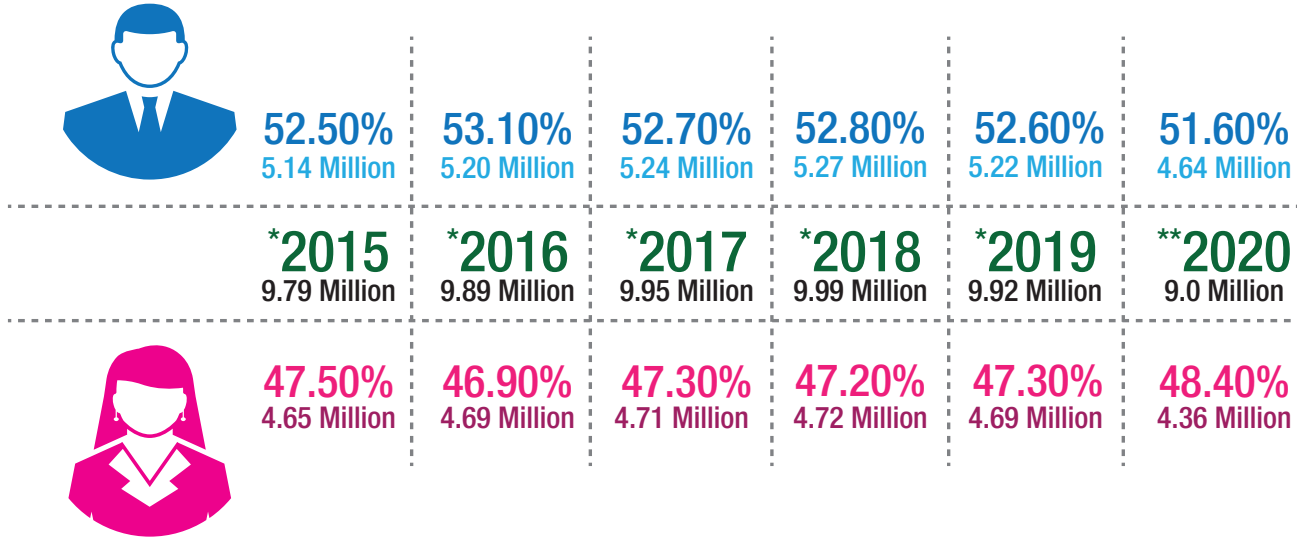 52.50% 53.10% 52.70% 52.80% 52.60% 51.60%
5.14 Million 5.20 Million 5.24 Million 5.27 Million 5.22 Million 4.64 Million
*2015 *2016 *2017 *2018 *2019 **2020
9.79 Million 9.89 Million 9.95 Million 9.99 Million 9.92 Million 9.0 Million
47.50% 46.90% 47.30% 47.20% 47.30% 48.40%
4.65 Million 4.69 Million 4.71 Million 4.72 Million 4.69 Million 4.36 Million